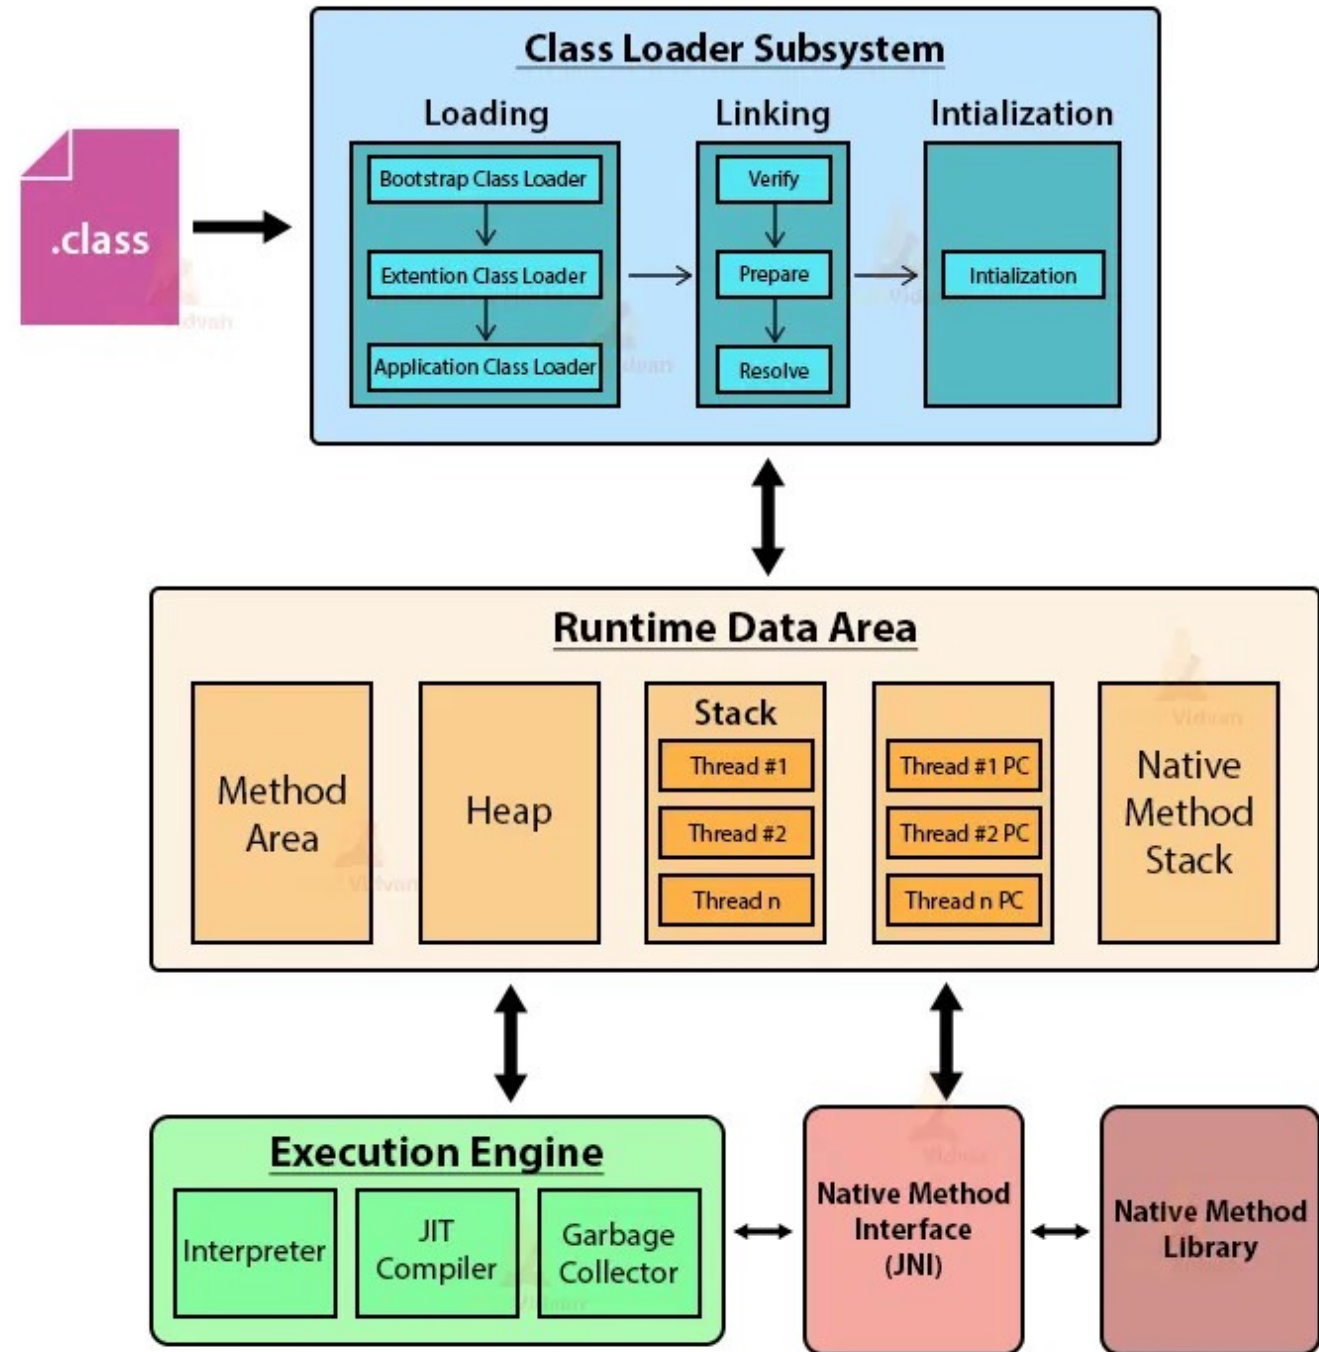 Class Loader Subsystem
Loading
Linking
Intialization
.class
Bootstrap Class Loader
Extention Class Loader
Application Class Loader
Verify
Prepare
Resolve
Intialization
Runtime Data Area
Method
Area
Heap
Stack
Thread #1
Thread #2
Thread n
Thread #1 PC
Thread #2 PC
Thread n PC
Native
Method
Stack
Execution Engine
Interpreter
JIT
Compiler
Garbage
Collector
Native Method
Interface
(JNI)
Native Method
Library
Vidvan
Vidvan
Vidvan